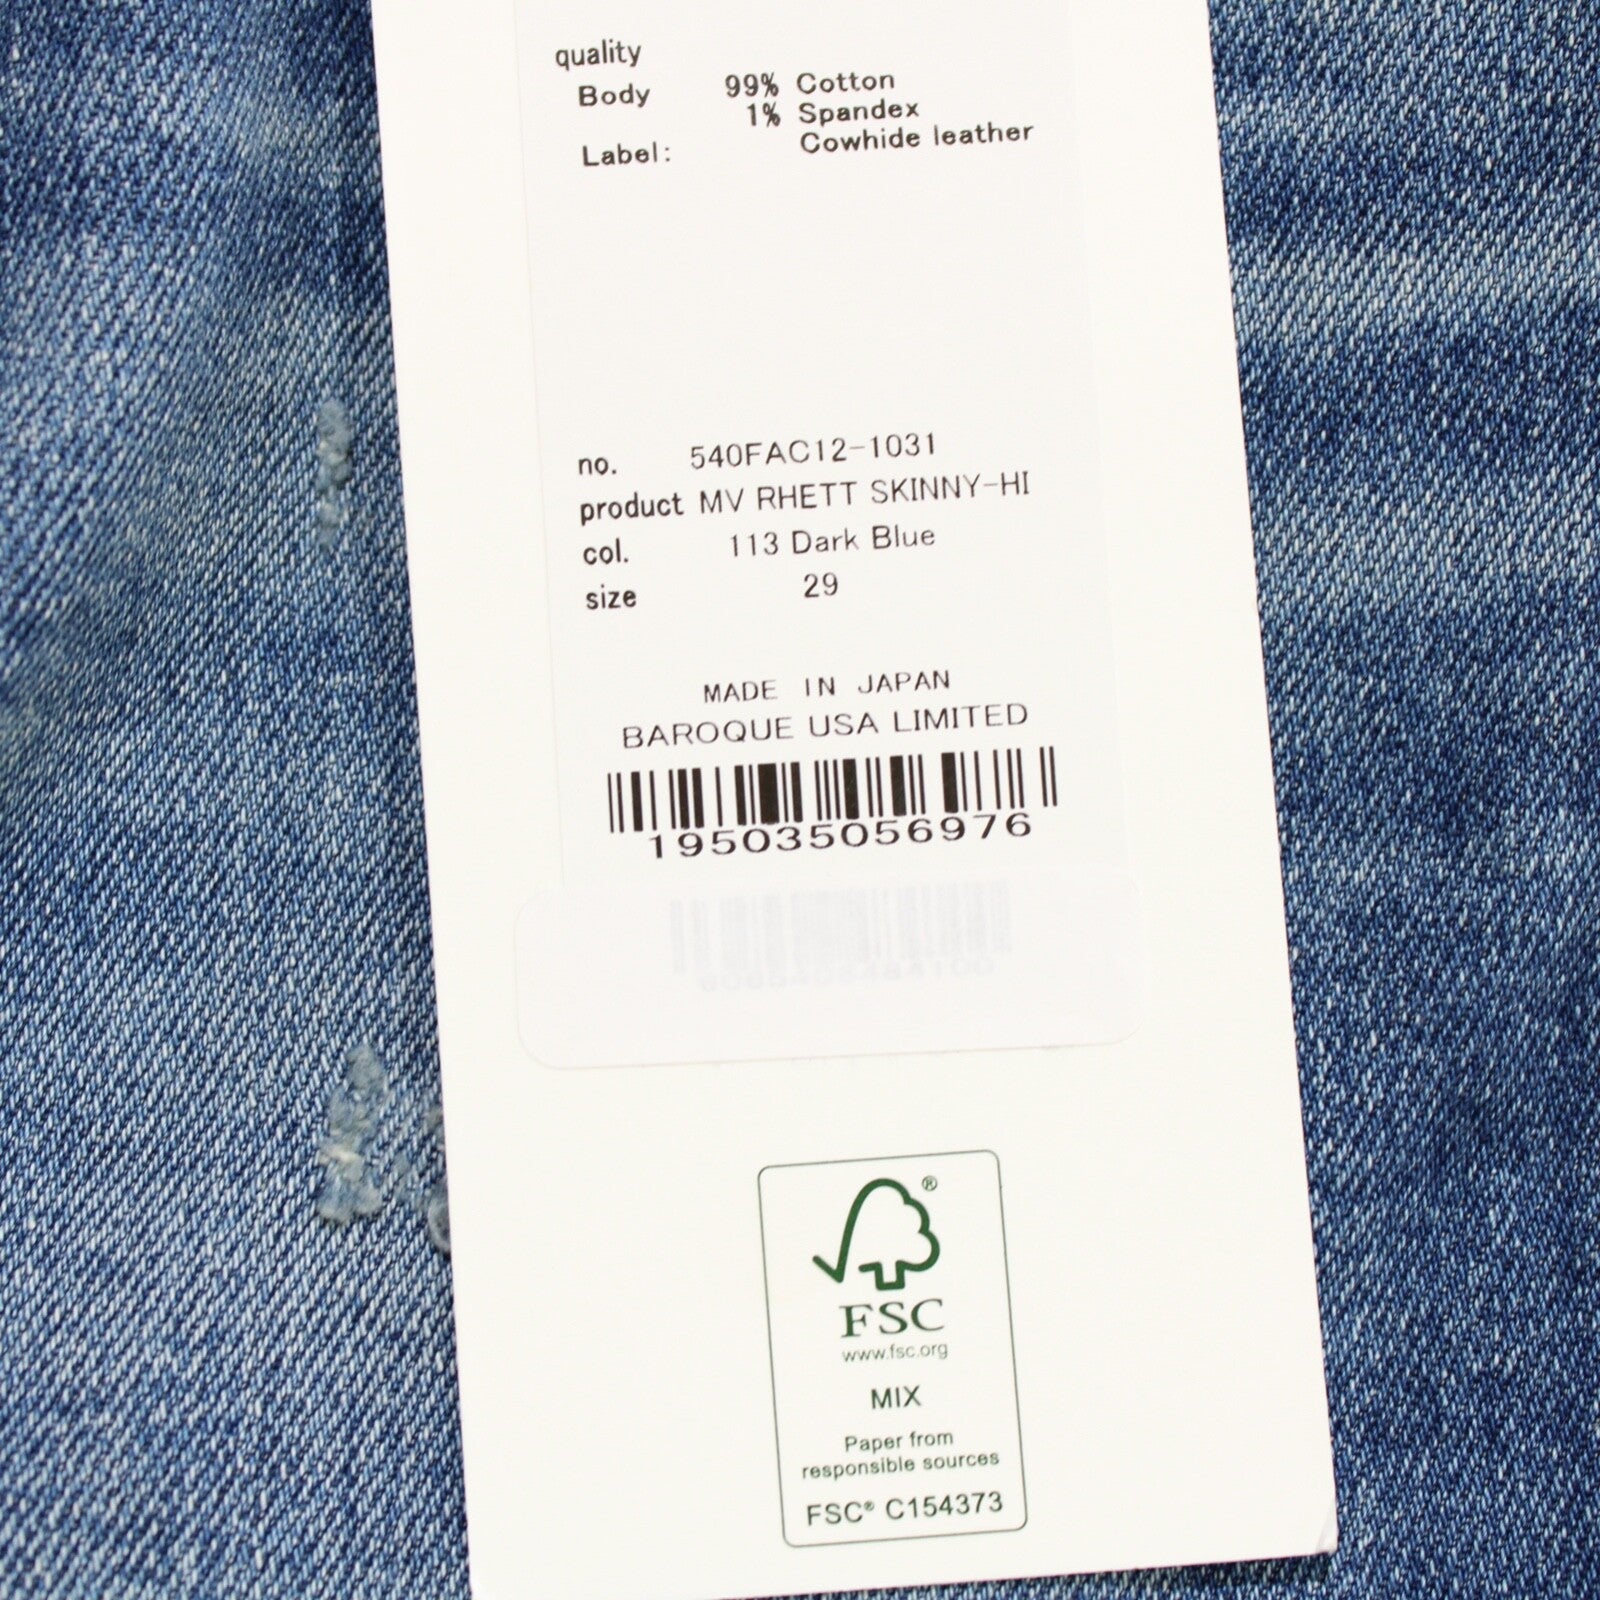 quality
Body 99% Cotton
1% Spandex
Label: Cowhide leather
no. 540FAC12-1031
product MV RHETT SKINNY-HI
col. 113 Dark Blue
size 29
MADE IN JAPAN
BAROQUE USA LIMITED
195035056976
®
FSC
www.fsc.org
MIX
Paper from
responsible sources
FSC® C154373